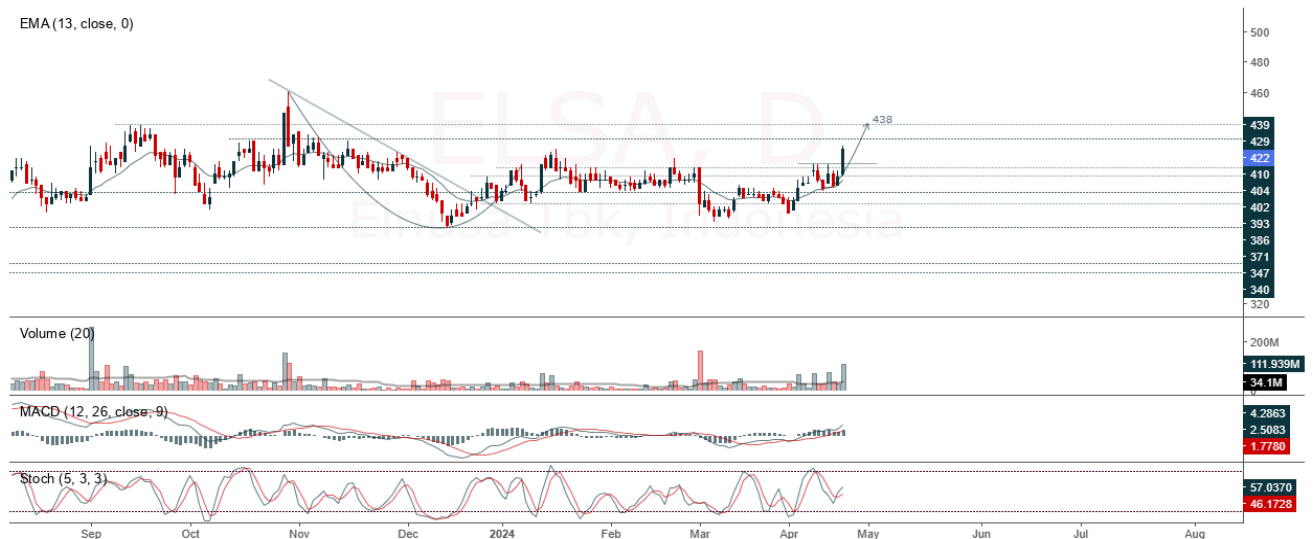 EMA (13, close, 0)
ELSA, D
Elnusa Tbk, Indonesia
438
500
480
460
439
429
422
410
404
402
393
386
371
347
340
320
Volume (20)
200M
111.939M
34.1M
0
MACD (12, 26, close, 9)
4.2863
2.5083
1.7780
Stoch (5, 3, 3)
57.0370
46.1728
Sep
Oct
Nov
Dec
2024
Feb
Mar
Apr
May
Jun
Jul
Aug